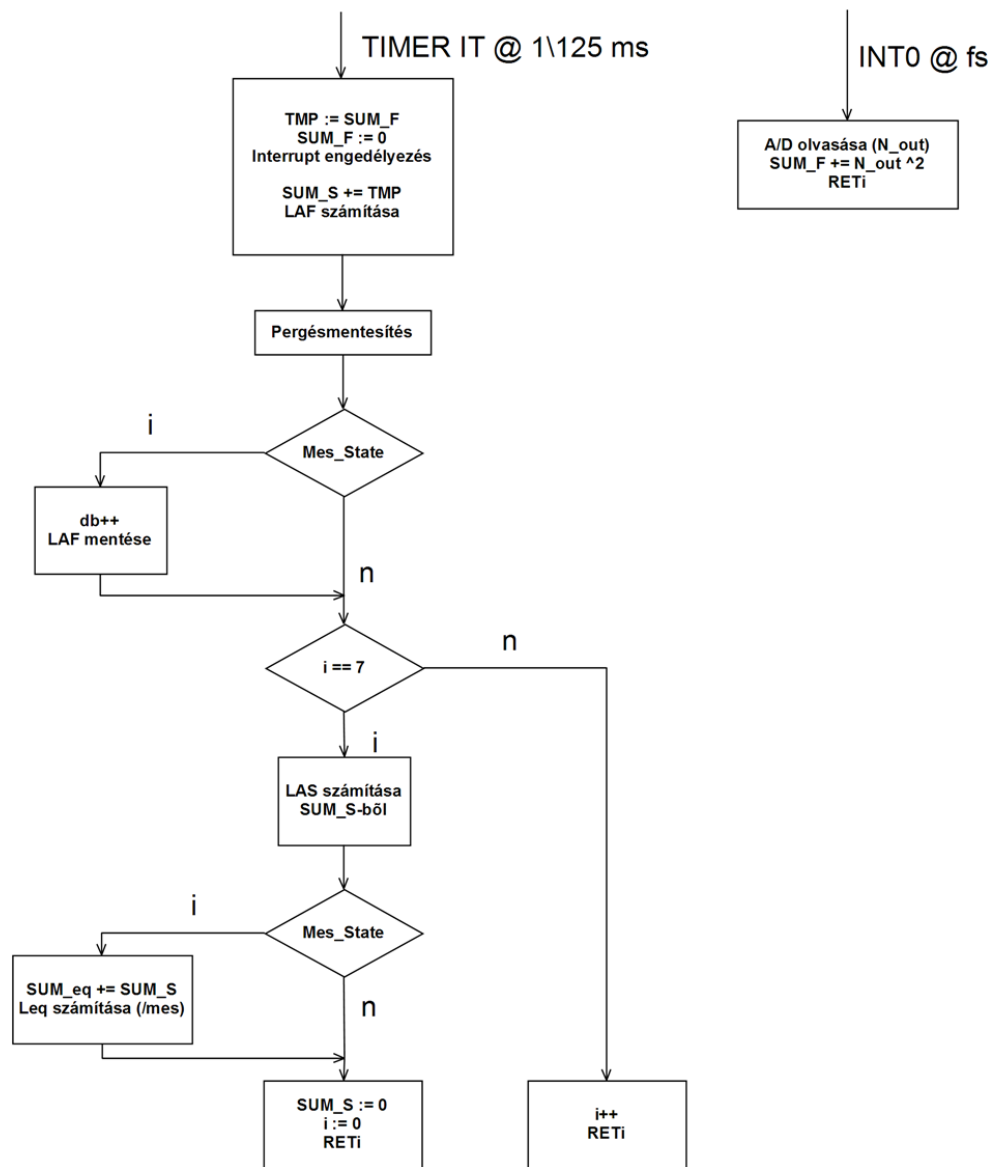 TIMER IT @ 1\125 ms
TMP := SUM_F
SUM_F := 0
Interrupt engedélyezés
SUM_S += TMP
LAF számítása
Pergésmentesítés
Mes_State
i
db++
LAF mentése
n
i == 7
n
i
LAS számítása
SUM_S-bõl
Mes_State
i
SUM_eq += SUM_S
Leq számítása (/mes)
n
SUM_S := 0
i := 0
RETi
i++
RETi
INT0 @ fs
A/D olvasása (N_out)
SUM_F += N_out ^2
RETi